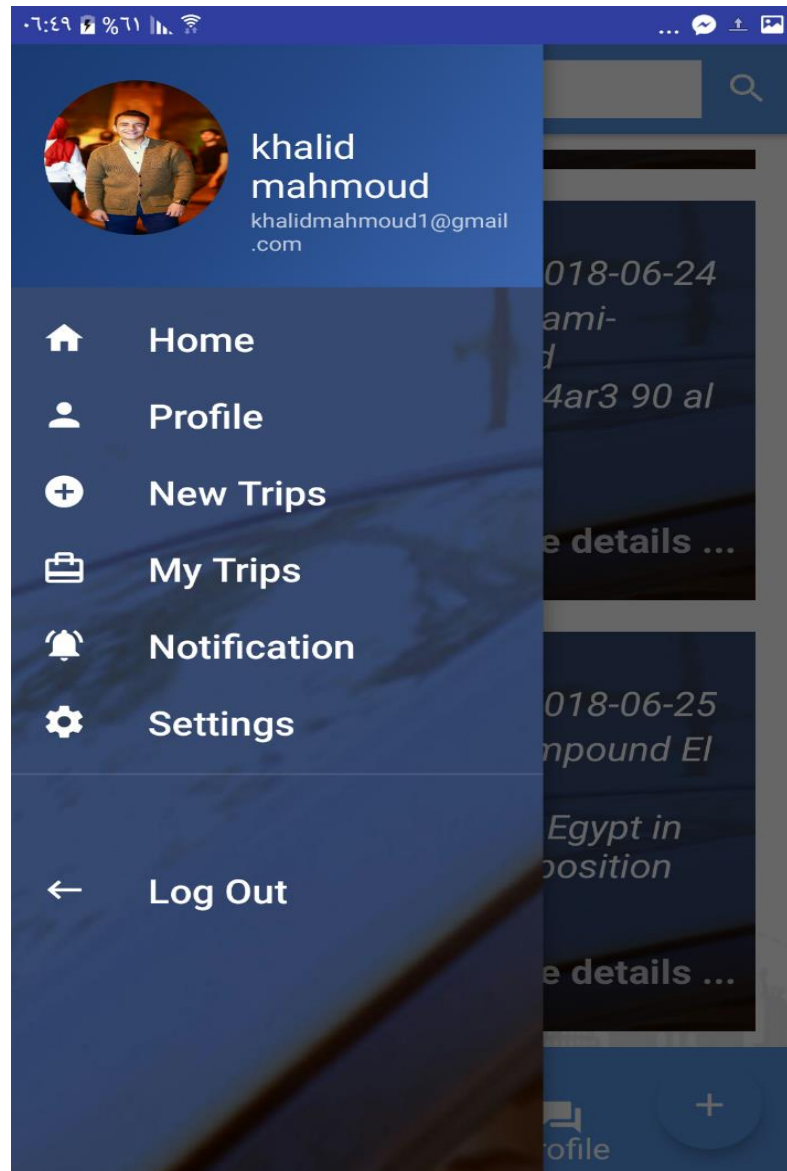 ٠٦:٤٩ %٦١ ...
khalid
mahmoud
khalidmahmoud1@gmail
.com
Home
Profile
New Trips
My Trips
Notification
Settings
Log Out
018-06-24
ami-
4ar3 90 al
e details ...
018-06-25
mpound El
Egypt in
position
e details ...
ofile